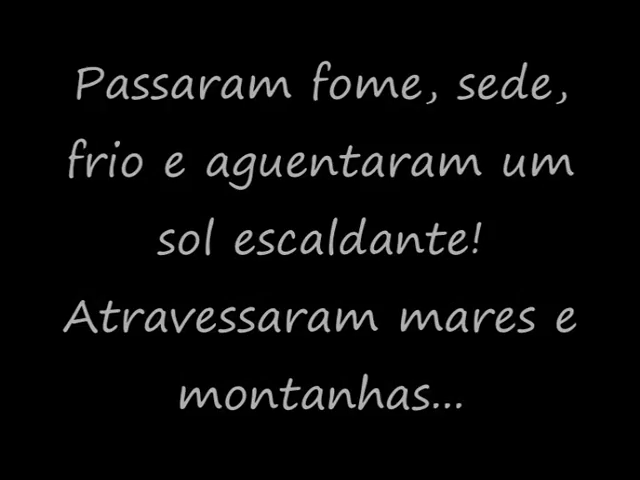 Passaram fome, sede,
frio e aguentaram um
sol escaldante!
Atravessaram mares e
montanhas...